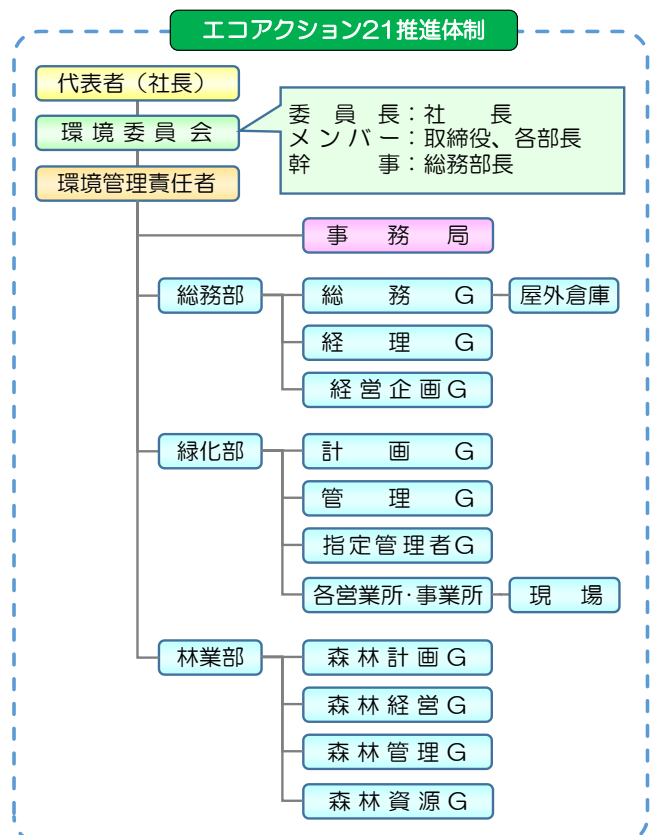 エコアクション21推進体制
代表者（社長）
環境委員会
委員長：社長
メンバー：取締役、各部長
幹事：総務部長
環境管理責任者
事務局
総務部
総務G
屋外倉庫
経理G
経営企画G
緑化部
計画G
管理G
指定管理者G
各営業所・事業所
現場
林業部
森林計画G
森林経営G
森林管理G
森林資源G